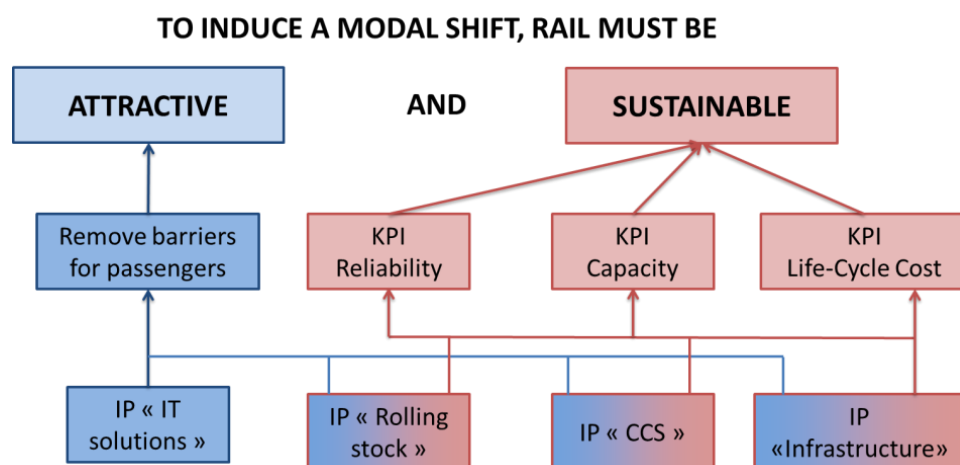 TO INDUCE A MODAL SHIFT, RAIL MUST BE
ATTRACTIVE
AND
SUSTAINABLE
Remove barriers
for passengers
KPI
Reliability
KPI
Capacity
KPI
Life-Cycle Cost
IP « IT
solutions »
IP « Rolling
stock »
IP « CCS »
IP
«Infrastructure»